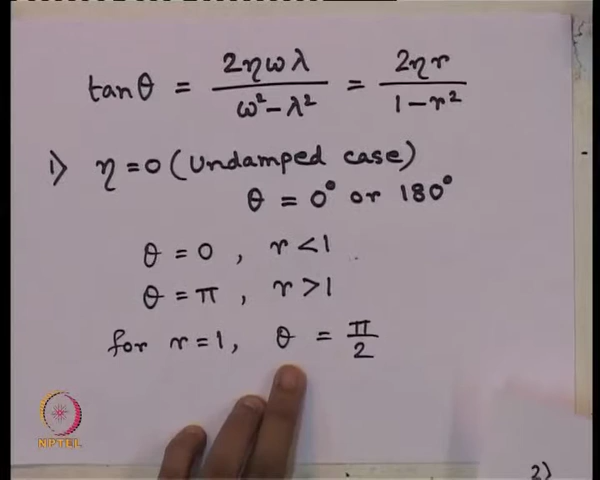 tanθ = 2ηωλ / ω² - λ² = 2ηr / 1 - r²
1) η = 0 (Undamped case)
θ = 0° or 180°
θ = 0 , r < 1
θ = π , r > 1
for r = 1, θ = π/2
NPTEL
2)